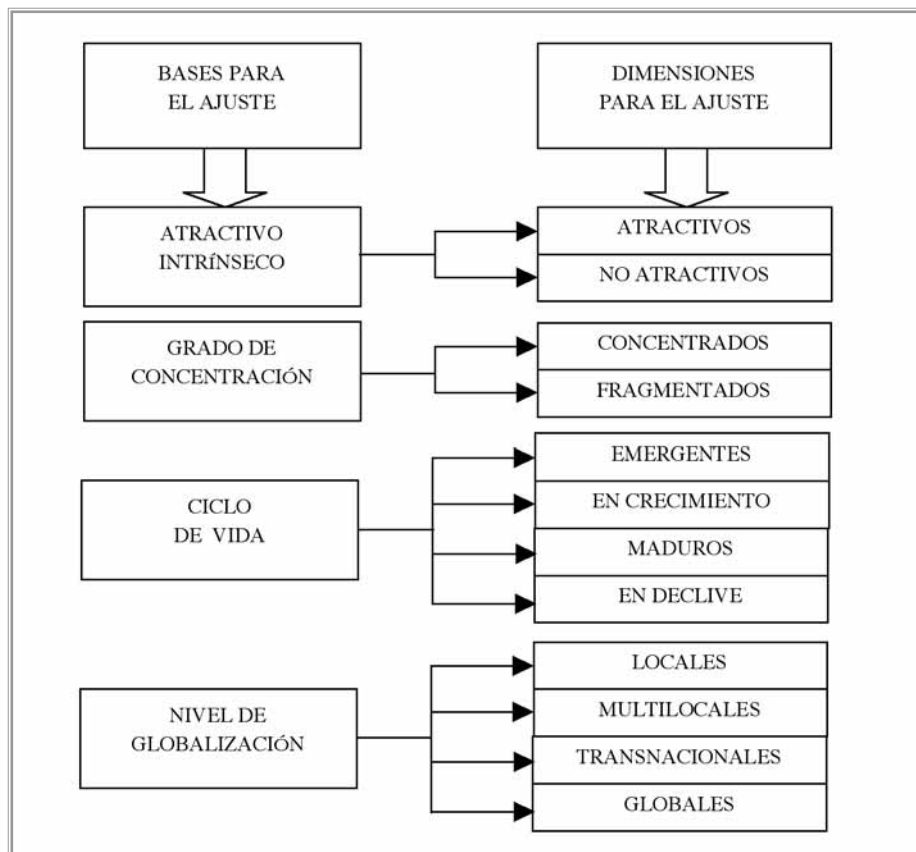 BASES PARA
EL AJUSTE
DIMENSIONES
PARA EL AJUSTE
ATRACTIVO
INTRÍNSECO
ATRACTIVOS
NO ATRACTIVOS
GRADO DE
CONCENTRACIÓN
CONCENTRADOS
FRAGMENTADOS
CICLO
DE VIDA
EMERGENTES
EN CRECIMIENTO
MADUROS
EN DECLIVE
NIVEL DE
GLOBALIZACIÓN
LOCALES
MULTILOCALES
TRANSNACIONALES
GLOBALES